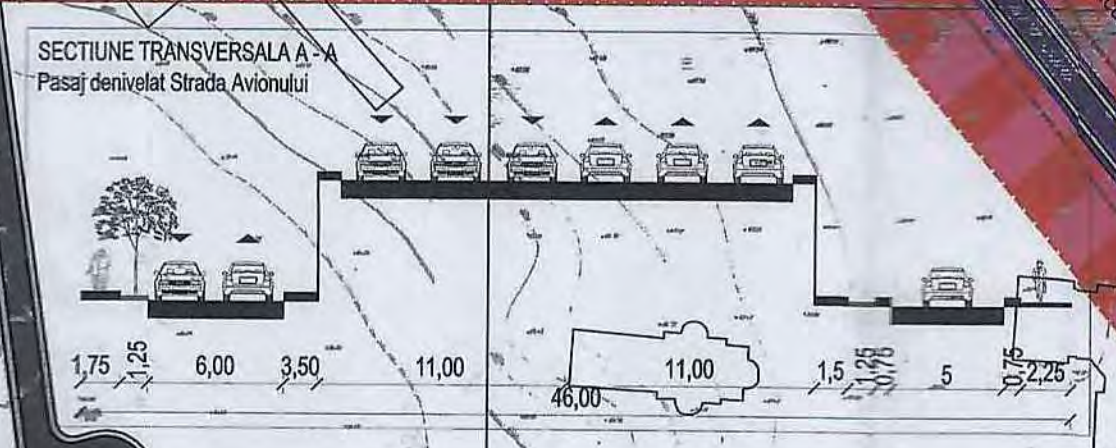 SECTIUNE TRANSVERSALA A - A
Pasaj denivelat Strada Avionului
1,75 1,25 6,00 3,50 11,00 11,00 1,5 1,25 0,75 5 0,75 2,25
46,00